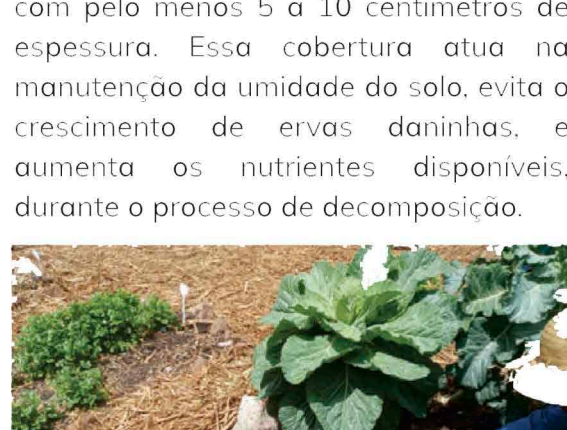 com pelo menos 5 a 10 centímetros de
espessura. Essa cobertura atua na
manutenção da umidade do solo, evita o
crescimento de ervas daninhas, e
aumenta os nutrientes disponíveis,
durante o processo de decomposição.